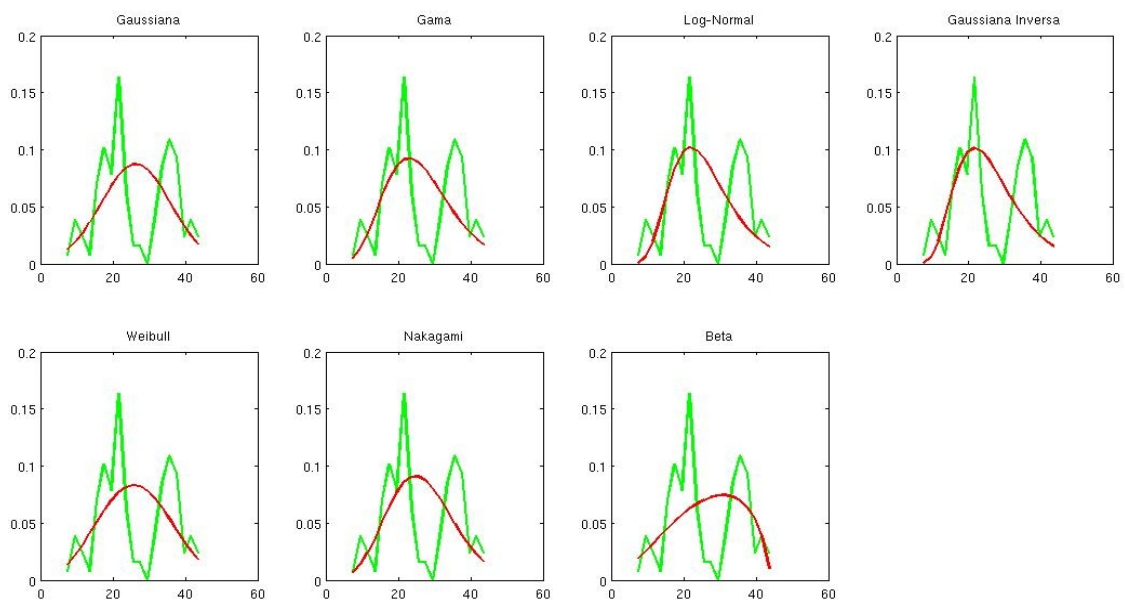 Gaussiana Gama Log-Normal Gaussiana Inversa
0.2 0.2 0.2 0.2
0.15 0.15 0.15 0.15
0.1 0.1 0.1 0.1
0.05 0.05 0.05 0.05
0 0 0 0
0 20 40 60 0 20 40 60 0 20 40 60 0 20 40 60
Weibull Nakagami Beta
0.2 0.2 0.2
0.15 0.15 0.15
0.1 0.1 0.1
0.05 0.05 0.05
0 0 0
0 20 40 60 0 20 40 60 0 20 40 60